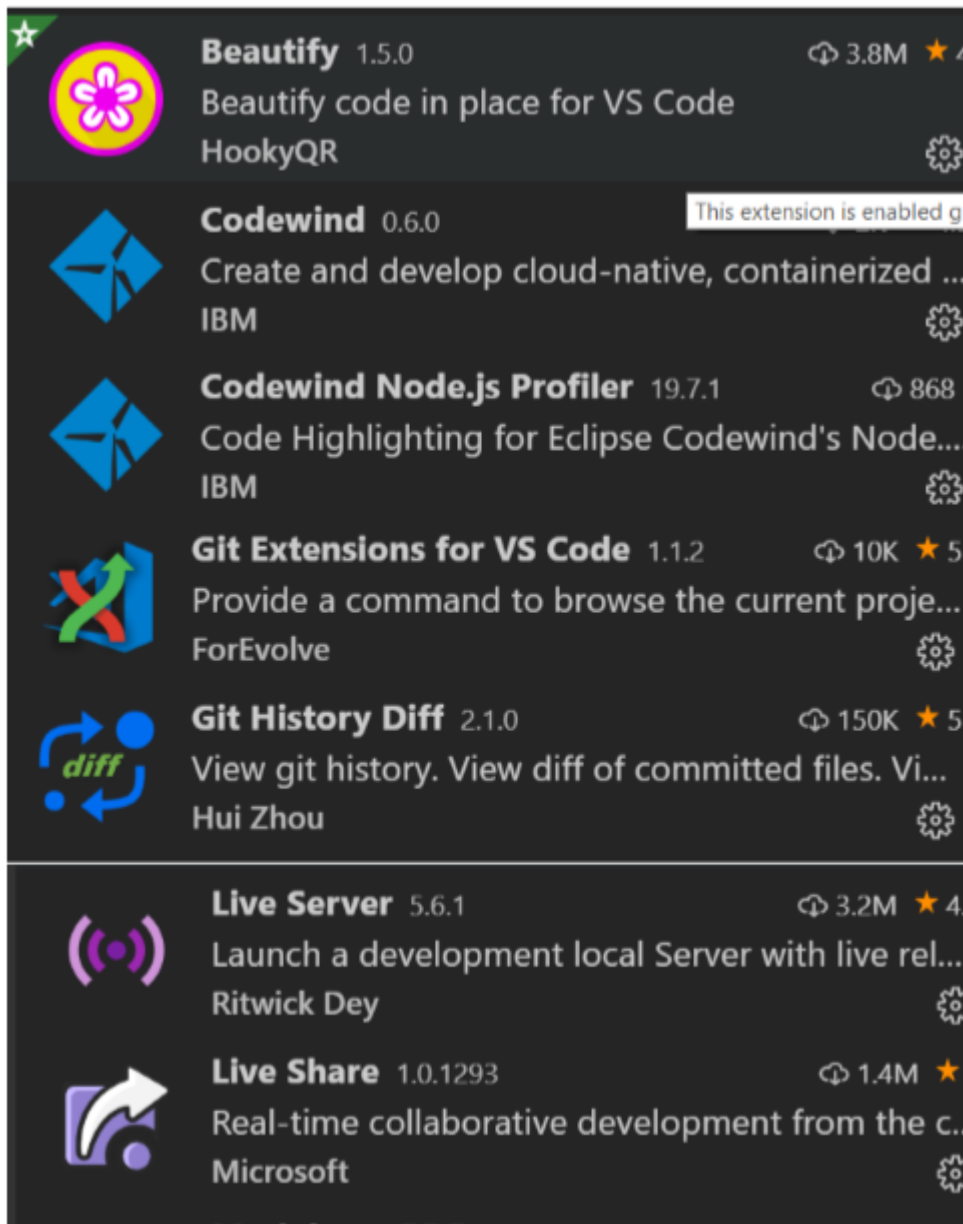 Beautify 1.5.0 3.8M
Beautify code in place for VS Code
HookyQR
This extension is enabled
Codewind 0.6.0
Create and develop cloud-native, containerized ...
IBM
Codewind Node.js Profiler 19.7.1 868
Code Highlighting for Eclipse Codewind's Node...
IBM
Git Extensions for VS Code 1.1.2 10K 5
Provide a command to browse the current proje...
ForEvolve
Git History Diff 2.1.0 150K 5
diff
View git history. View diff of committed files. Vi...
Hui Zhou
Live Server 5.6.1 3.2M 4
Launch a development local Server with live rel...
Ritwick Dey
Live Share 1.0.1293 1.4M
Real-time collaborative development from the c...
Microsoft